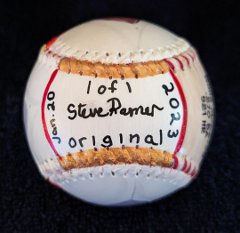 1 of 1
Steve Ramer
original
Jan. 20
2023